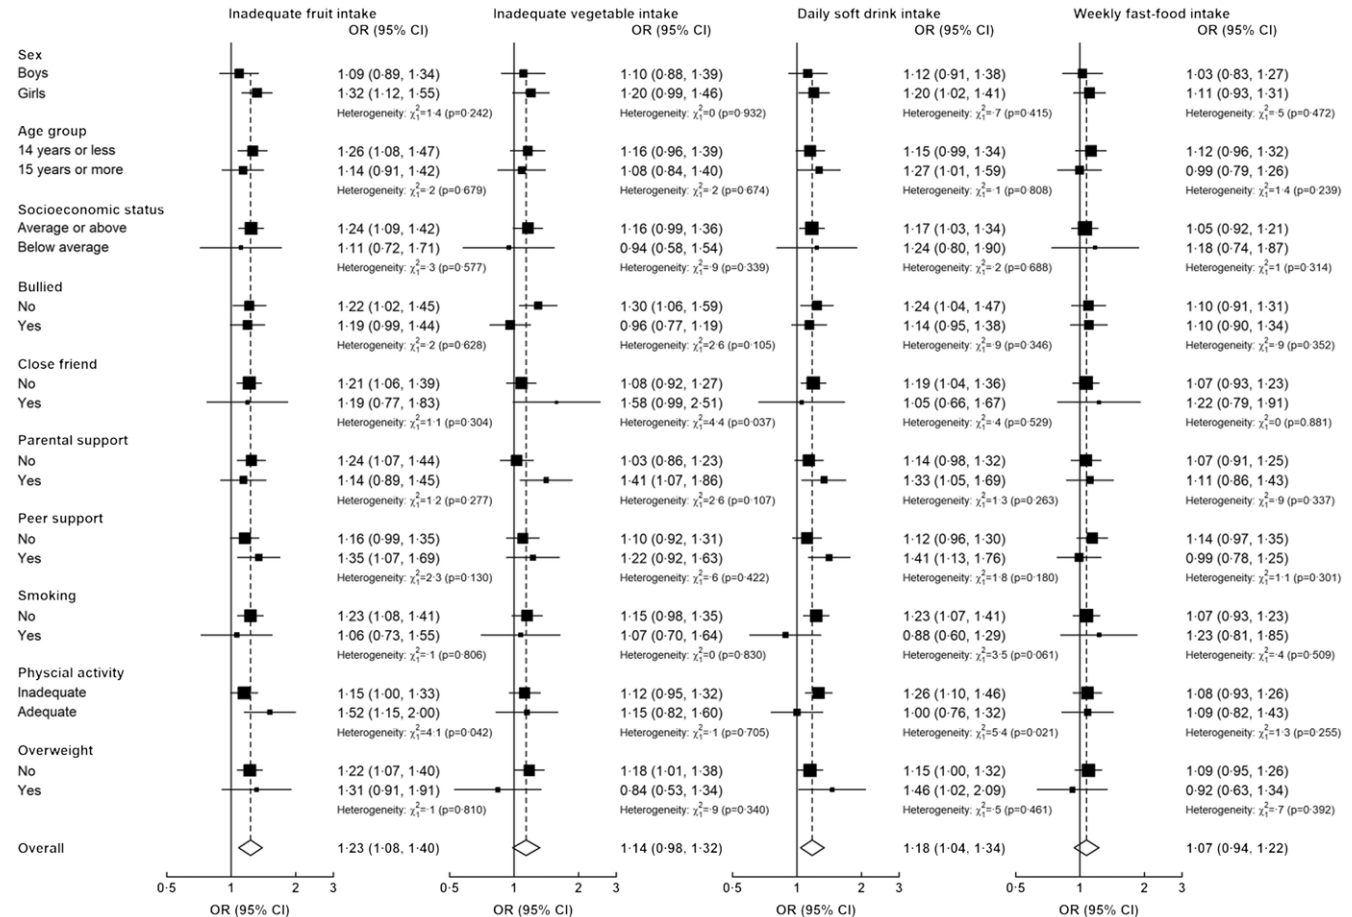 Inadequate fruit intake Inadequate vegetable intake Daily soft drink intake Weekly fast-food intake
OR (95% CI) OR (95% CI) OR (95% CI) OR (95% CI)
Sex
Boys 1·09 (0·89, 1·34) 1·10 (0·88, 1·39) 1·12 (0·91, 1·38) 1·03 (0·83, 1·27)
Girls 1·32 (1·12, 1·55) 1·20 (0·99, 1·46) 1·20 (1·02, 1·41) 1·11 (0·93, 1·31)
Heterogeneity: χ²₁=1·4 (p=0·242) Heterogeneity: χ²₁=0 (p=0·932) Heterogeneity: χ²₁=·7 (p=0·415) Heterogeneity: χ²₁=·5 (p=0·472)
Age group
14 years or less 1·26 (1·08, 1·47) 1·16 (0·96, 1·39) 1·15 (0·99, 1·34) 1·12 (0·96, 1·32)
15 years or more 1·14 (0·91, 1·42) 1·08 (0·84, 1·40) 1·27 (1·01, 1·59) 0·99 (0·79, 1·26)
Heterogeneity: χ²₁=·2 (p=0·679) Heterogeneity: χ²₁=·2 (p=0·674) Heterogeneity: χ²₁=·1 (p=0·808) Heterogeneity: χ²₁=1·4 (p=0·239)
Socioeconomic status
Average or above 1·24 (1·09, 1·42) 1·16 (0·99, 1·36) 1·17 (1·03, 1·34) 1·05 (0·92, 1·21)
Below average 1·11 (0·72, 1·71) 0·94 (0·58, 1·54) 1·24 (0·80, 1·90) 1·18 (0·74, 1·87)
Heterogeneity: χ²₁=·3 (p=0·577) Heterogeneity: χ²₁=·9 (p=0·339) Heterogeneity: χ²₁=·2 (p=0·688) Heterogeneity: χ²₁=1 (p=0·314)
Bullied
No 1·22 (1·02, 1·45) 1·30 (1·06, 1·59) 1·24 (1·04, 1·47) 1·10 (0·91, 1·31)
Yes 1·19 (0·99, 1·44) 0·96 (0·77, 1·19) 1·14 (0·95, 1·38) 1·10 (0·90, 1·34)
Heterogeneity: χ²₁=·2 (p=0·628) Heterogeneity: χ²₁=2·6 (p=0·105) Heterogeneity: χ²₁=·9 (p=0·346) Heterogeneity: χ²₁=·9 (p=0·352)
Close friend
No 1·21 (1·06, 1·39) 1·08 (0·92, 1·27) 1·19 (1·04, 1·36) 1·07 (0·93, 1·23)
Yes 1·19 (0·77, 1·83) 1·58 (0·99, 2·51) 1·05 (0·66, 1·67) 1·22 (0·79, 1·91)
Heterogeneity: χ²₁=1·1 (p=0·304) Heterogeneity: χ²₁=4·4 (p=0·037) Heterogeneity: χ²₁=·4 (p=0·529) Heterogeneity: χ²₁=0 (p=0·881)
Parental support
No 1·24 (1·07, 1·44) 1·03 (0·86, 1·23) 1·14 (0·98, 1·32) 1·07 (0·91, 1·25)
Yes 1·14 (0·89, 1·45) 1·41 (1·07, 1·86) 1·33 (1·05, 1·69) 1·11 (0·86, 1·43)
Heterogeneity: χ²₁=1·2 (p=0·277) Heterogeneity: χ²₁=2·6 (p=0·107) Heterogeneity: χ²₁=1·3 (p=0·263) Heterogeneity: χ²₁=·9 (p=0·337)
Peer support
No 1·16 (0·99, 1·35) 1·10 (0·92, 1·31) 1·12 (0·96, 1·30) 1·14 (0·97, 1·35)
Yes 1·35 (1·07, 1·69) 1·22 (0·92, 1·63) 1·41 (1·13, 1·76) 0·99 (0·78, 1·25)
Heterogeneity: χ²₁=2·3 (p=0·130) Heterogeneity: χ²₁=·6 (p=0·422) Heterogeneity: χ²₁=1·8 (p=0·180) Heterogeneity: χ²₁=1·1 (p=0·301)
Smoking
No 1·23 (1·08, 1·41) 1·15 (0·98, 1·35) 1·23 (1·07, 1·41) 1·07 (0·93, 1·23)
Yes 1·06 (0·73, 1·55) 1·07 (0·70, 1·64) 0·88 (0·60, 1·29) 1·23 (0·81, 1·85)
Heterogeneity: χ²₁=·1 (p=0·806) Heterogeneity: χ²₁=0 (p=0·830) Heterogeneity: χ²₁=3·5 (p=0·061) Heterogeneity: χ²₁=·4 (p=0·509)
Physcial activity
Inadequate 1·15 (1·00, 1·33) 1·12 (0·95, 1·32) 1·26 (1·10, 1·46) 1·08 (0·93, 1·26)
Adequate 1·52 (1·15, 2·00) 1·15 (0·82, 1·60) 1·00 (0·76, 1·32) 1·09 (0·82, 1·43)
Heterogeneity: χ²₁=4·1 (p=0·042) Heterogeneity: χ²₁=·1 (p=0·705) Heterogeneity: χ²₁=5·4 (p=0·021) Heterogeneity: χ²₁=1·3 (p=0·255)
Overweight
No 1·22 (1·07, 1·40) 1·18 (1·01, 1·38) 1·15 (1·00, 1·32) 1·09 (0·95, 1·26)
Yes 1·31 (0·91, 1·91) 0·84 (0·53, 1·34) 1·46 (1·02, 2·09) 0·92 (0·63, 1·34)
Heterogeneity: χ²₁=·1 (p=0·810) Heterogeneity: χ²₁=·9 (p=0·340) Heterogeneity: χ²₁=·5 (p=0·461) Heterogeneity: χ²₁=·7 (p=0·392)
Overall 1·23 (1·08, 1·40) 1·14 (0·98, 1·32) 1·18 (1·04, 1·34) 1·07 (0·94, 1·22)
0·5 1 2 3 0·5 1 2 3 0·5 1 2 3 0·5 1 2 3
OR (95% CI) OR (95% CI) OR (95% CI) OR (95% CI)